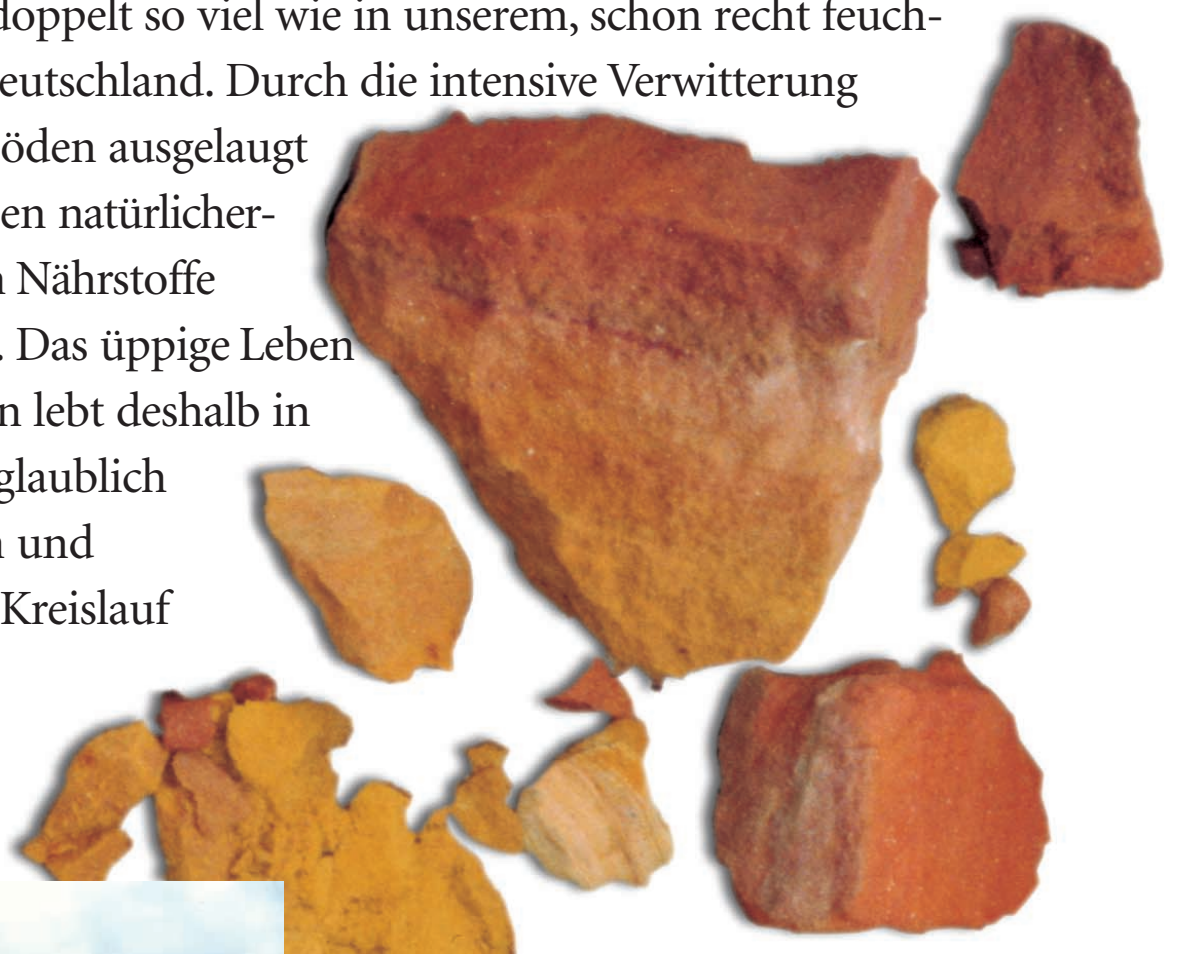 doppelt so viel wie in unserem, schon recht feuch-
eutschland. Durch die intensive Verwitterung
öden ausgelaugt
en natürlicher-
n Nährstoffe
. Das üppige Leben
n lebt deshalb in
glaublich
n und
Kreislauf